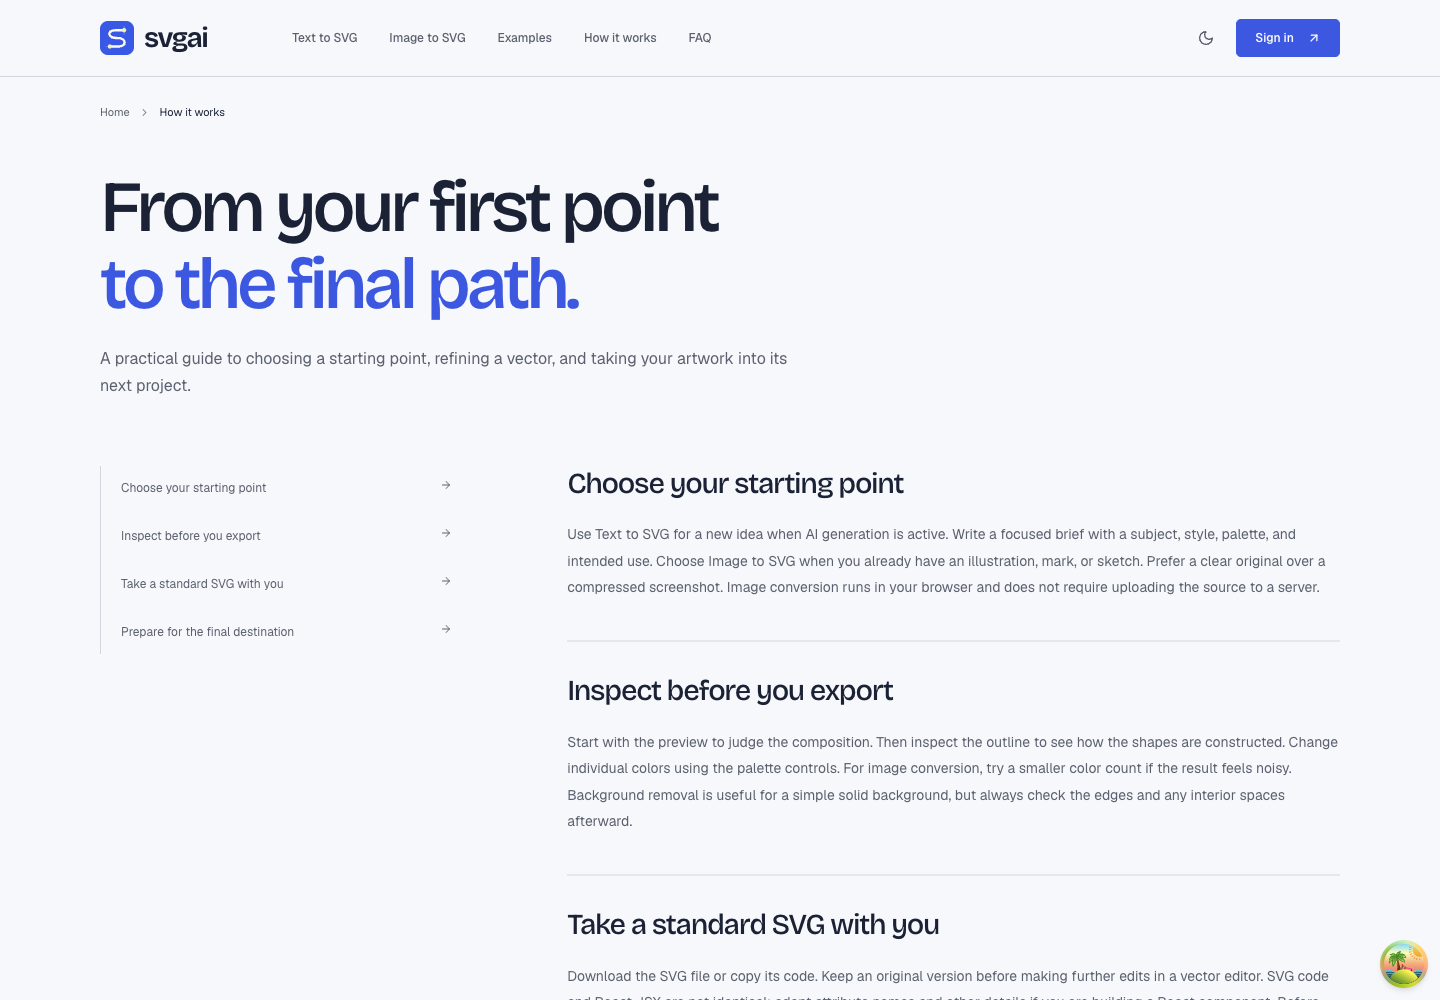 svgai
Text to SVG
Image to SVG
Examples
How it works
FAQ
Sign in
Home
How it works
From your first point
to the final path.
A practical guide to choosing a starting point, refining a vector, and taking your artwork into its
next project.
Choose your starting point
Inspect before you export
Take a standard SVG with you
Prepare for the final destination
Choose your starting point
Use Text to SVG for a new idea when AI generation is active. Write a focused brief with a subject, style, palette, and
intended use. Choose Image to SVG when you already have an illustration, mark, or sketch. Prefer a clear original over a
compressed screenshot. Image conversion runs in your browser and does not require uploading the source to a server.
Inspect before you export
Start with the preview to judge the composition. Then inspect the outline to see how the shapes are constructed. Change
individual colors using the palette controls. For image conversion, try a smaller color count if the result feels noisy.
Background removal is useful for a simple solid background, but always check the edges and any interior spaces
afterward.
Take a standard SVG with you
Download the SVG file or copy its code. Keep an original version before making further edits in a vector editor. SVG code